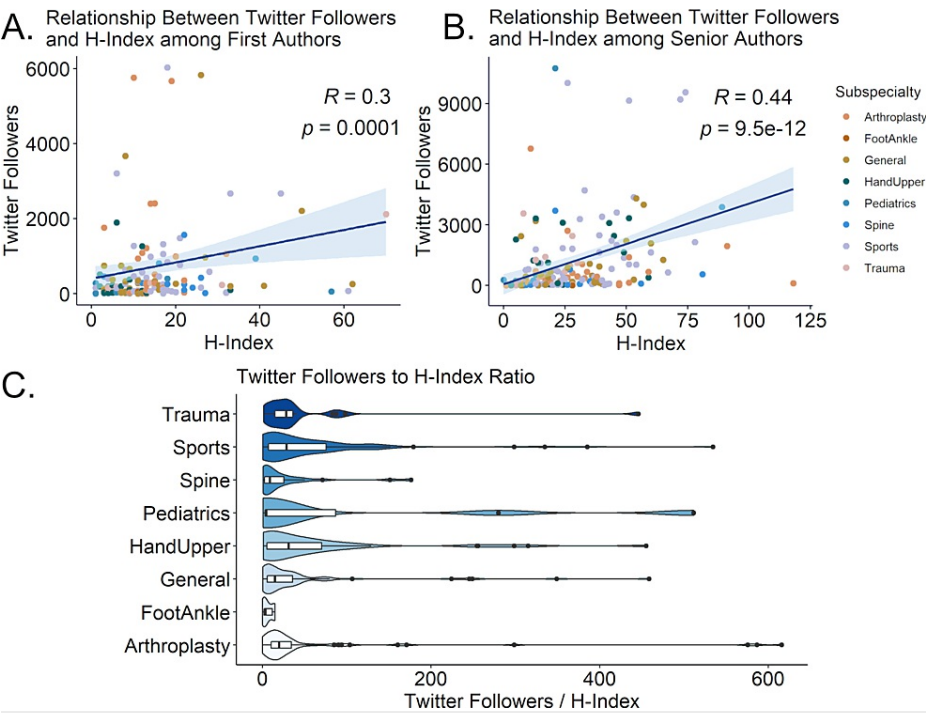 A.
Relationship Between Twitter Followers
and H-Index among First Authors
Twitter Followers
6000
4000
2000
0
R = 0.3
p = 0.0001
0 20 40 60
H-Index
B.
Relationship Between Twitter Followers
and H-Index among Senior Authors
Twitter Followers
9000
6000
3000
0
R = 0.44
p = 9.5e-12
0 25 50 75 100 125
H-Index
Subspecialty
Arthroplasty
FootAnkle
General
HandUpper
Pediatrics
Spine
Sports
Trauma
C.
Twitter Followers to H-Index Ratio
Trauma
Sports
Spine
Pediatrics
HandUpper
General
FootAnkle
Arthroplasty
0 200 400 600
Twitter Followers / H-Index